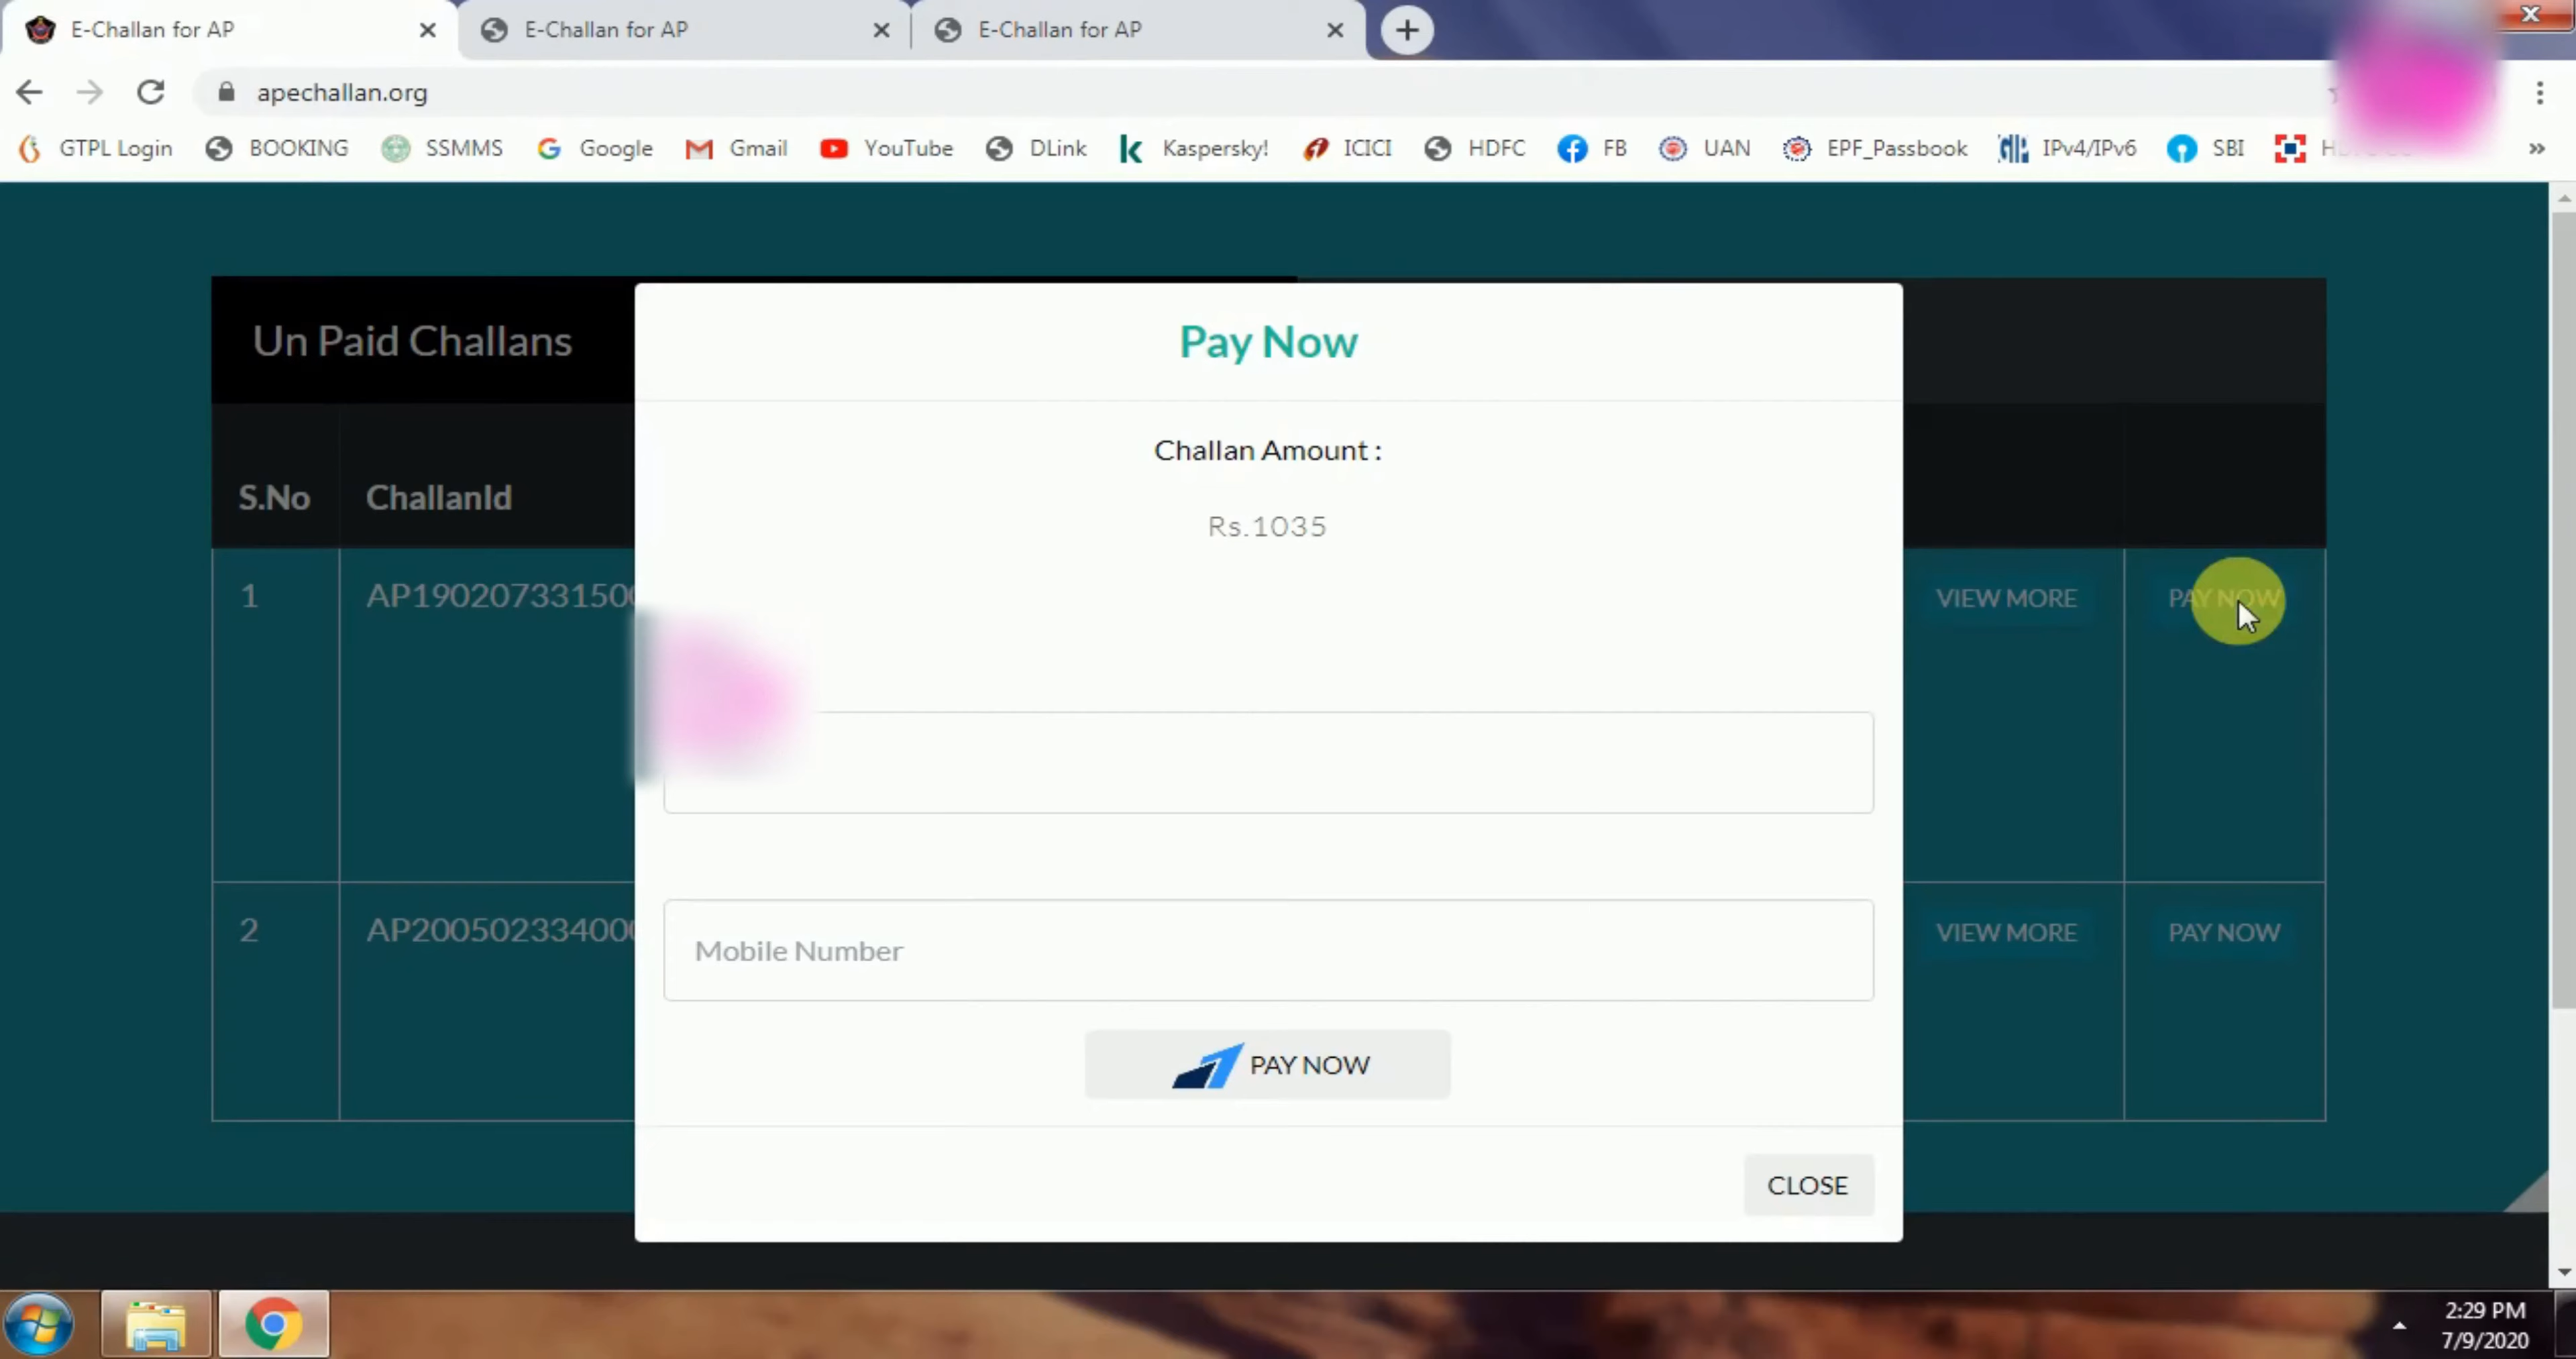 E-Challan for AP
E-Challan for AP
E-Challan for AP
apechallan.org
GTPL Login BOOKING SSMMS Google Gmail YouTube DLink Kaspersky! ICICI HDFC FB UAN EPF_Passbook IPv4/IPv6 SBI
Un Paid Challans
Pay Now
Challan Amount :
S.No ChallanId
Rs.1035
1 AP19020733150 VIEW MORE PAY NOW
2 AP20050233400 VIEW MORE PAY NOW
Mobile Number
PAY NOW
CLOSE
2:29 PM
7/9/2020